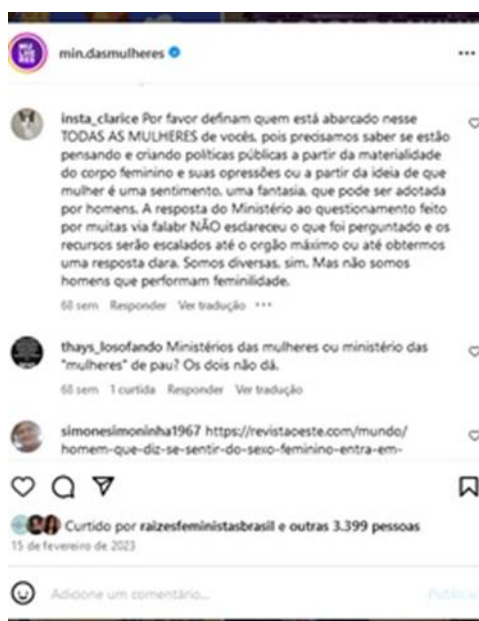 min.dasmulheres
insta_clarice Por favor definam quem está abarcado nesse
TODAS AS MULHERES de vocês, pois precisamos saber se estão
pensando e criando políticas públicas a partir da materialidade
do corpo feminino e suas opressões ou a partir da ideia de que
mulher é uma sentimento, uma fantasia, que pode ser adotada
por homens. A resposta do Ministério ao questionamento feito
por muitas via falabr NÃO esclareceu o que foi perguntado e os
recursos serão escalados até o orgão máximo ou até obtermos
uma resposta clara. Somos diversas, sim. Mas não somos
homens que performam feminilidade.
68 sem Responder Ver tradução
thays_losofando Ministérios das mulheres ou ministério das
"mulheres" de pau? Os dois não dá.
68 sem 1 curtida Responder Ver tradução
simonesimoninha1967 https://revistaoeste.com/mundo/
homem-que-diz-se-sentir-do-sexo-feminino-entra-em-
Curtido por raizesfeministasbrasil e outras 3.399 pessoas
15 de fevereiro de 2023
Adicione um comentário...
Publicar